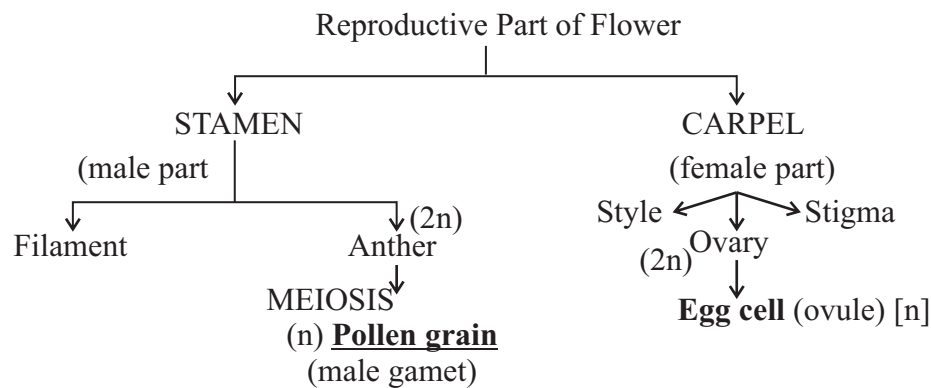 Reproductive Part of Flower
STAMEN
CARPEL
(male part
(female part)
Style
Stigma
Filament
(2n)
Anther
(2n)
Ovary
MEIOSIS
Egg cell (ovule) [n]
(n) Pollen grain
(male gamet)